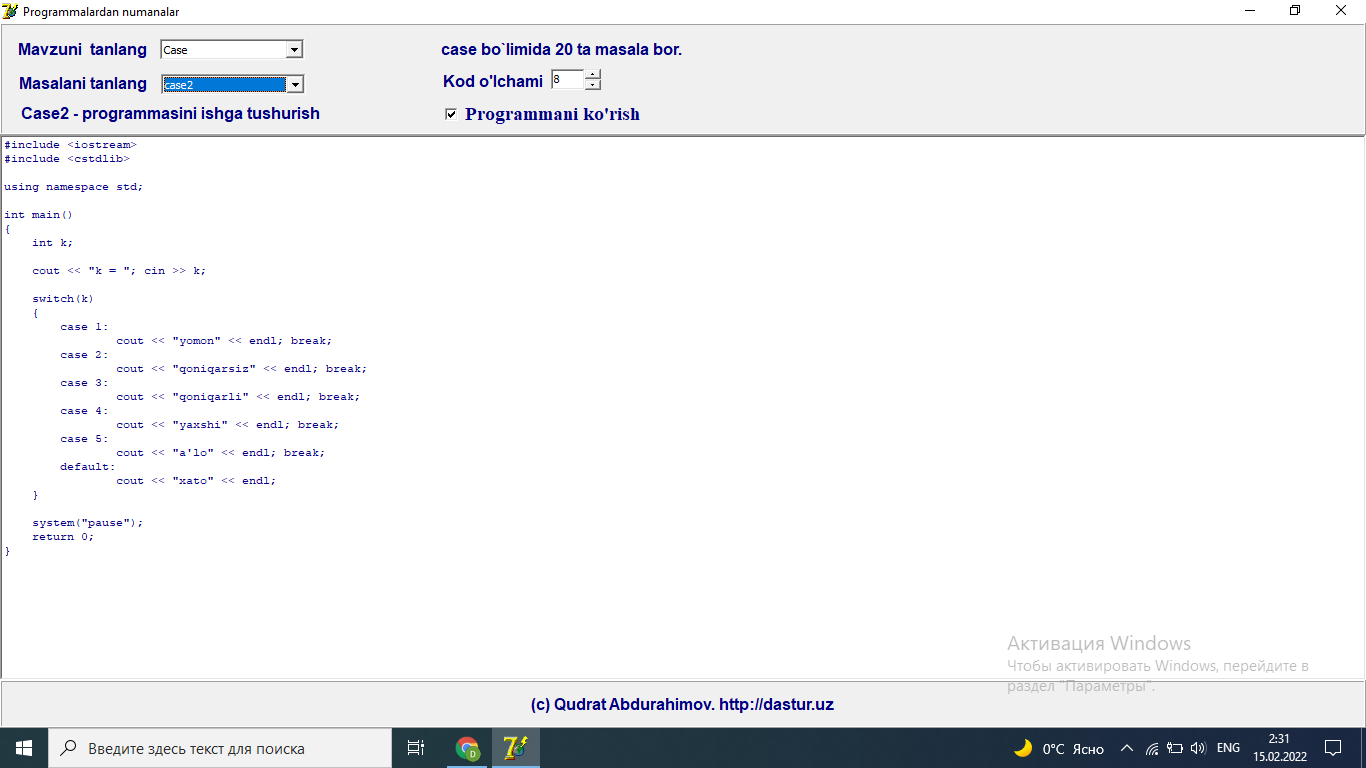 Programmalardan numanalar
Mavzuni tanlang Case
case bo`limida 20 ta masala bor.
Masalani tanlang case2
Kod o'lchami 8
Case2 - programmasini ishga tushurish
Programmani ko'rish
#include <iostream>
#include <cstdlib>
using namespace std;
int main()
{
int k;
cout << "k = "; cin >> k;
switch(k)
{
case 1:
cout << "yomon" << endl; break;
case 2:
cout << "qoniqarsiz" << endl; break;
case 3:
cout << "qoniqarli" << endl; break;
case 4:
cout << "yaxshi" << endl; break;
case 5:
cout << "a'lo" << endl; break;
default:
cout << "xato" << endl;
}
system("pause");
return 0;
}
Активация Windows
Чтобы активировать Windows, перейдите в
раздел "Параметры".
(c) Qudrat Abdurahimov. http://dastur.uz
Введите здесь текст для поиска
D
0°C Ясно
ENG
2:31
15.02.2022